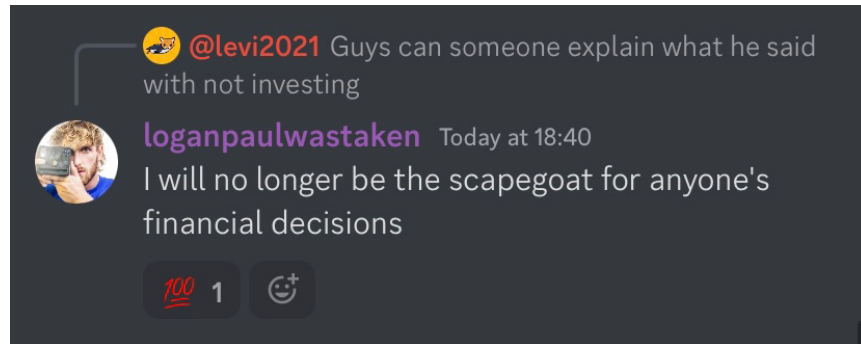 @levi2021 Guys can someone explain what he said
with not investing
loganpaulwastaken Today at 18:40
I will no longer be the scapegoat for anyone's
financial decisions
💯 1